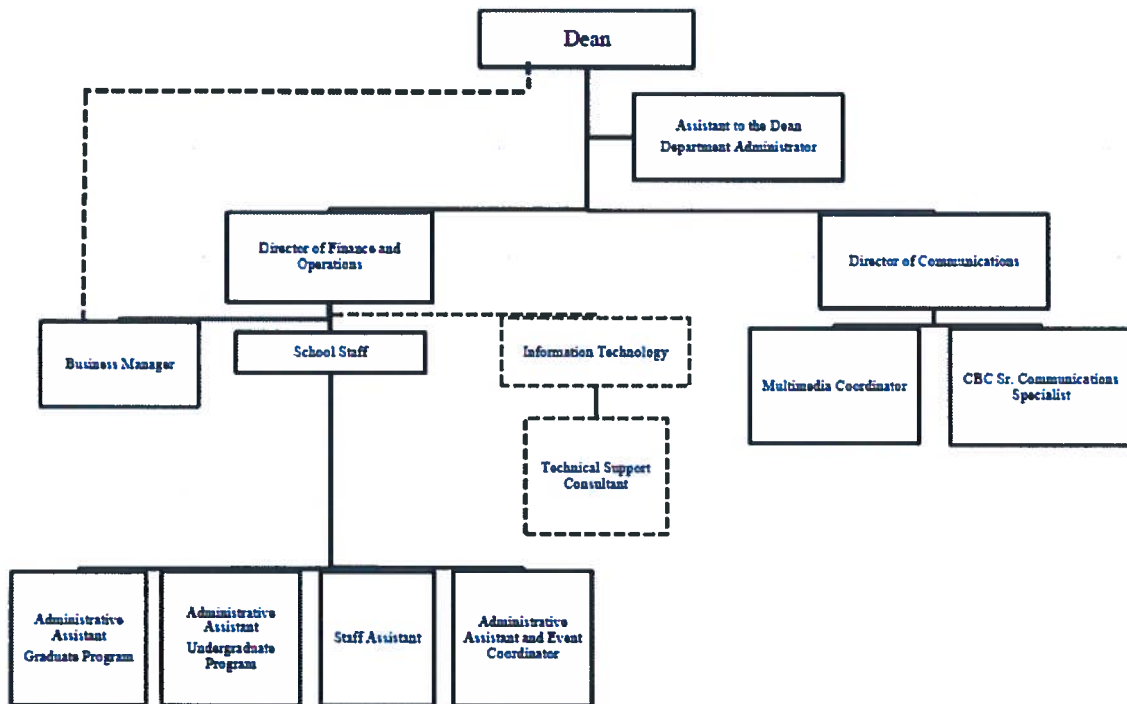 Dean
Assistant to the Dean
Department Administrator
Director of Finance and
Operations
Director of Communications
Business Manager
School Staff
Information Technology
Multimedia Coordinator
CBC Sr. Communications
Specialist
Technical Support
Consultant
Administrative
Assistant
Graduate Program
Administrative
Assistant
Undergraduate
Program
Staff Assistant
Administrative
Assistant and Event
Coordinator